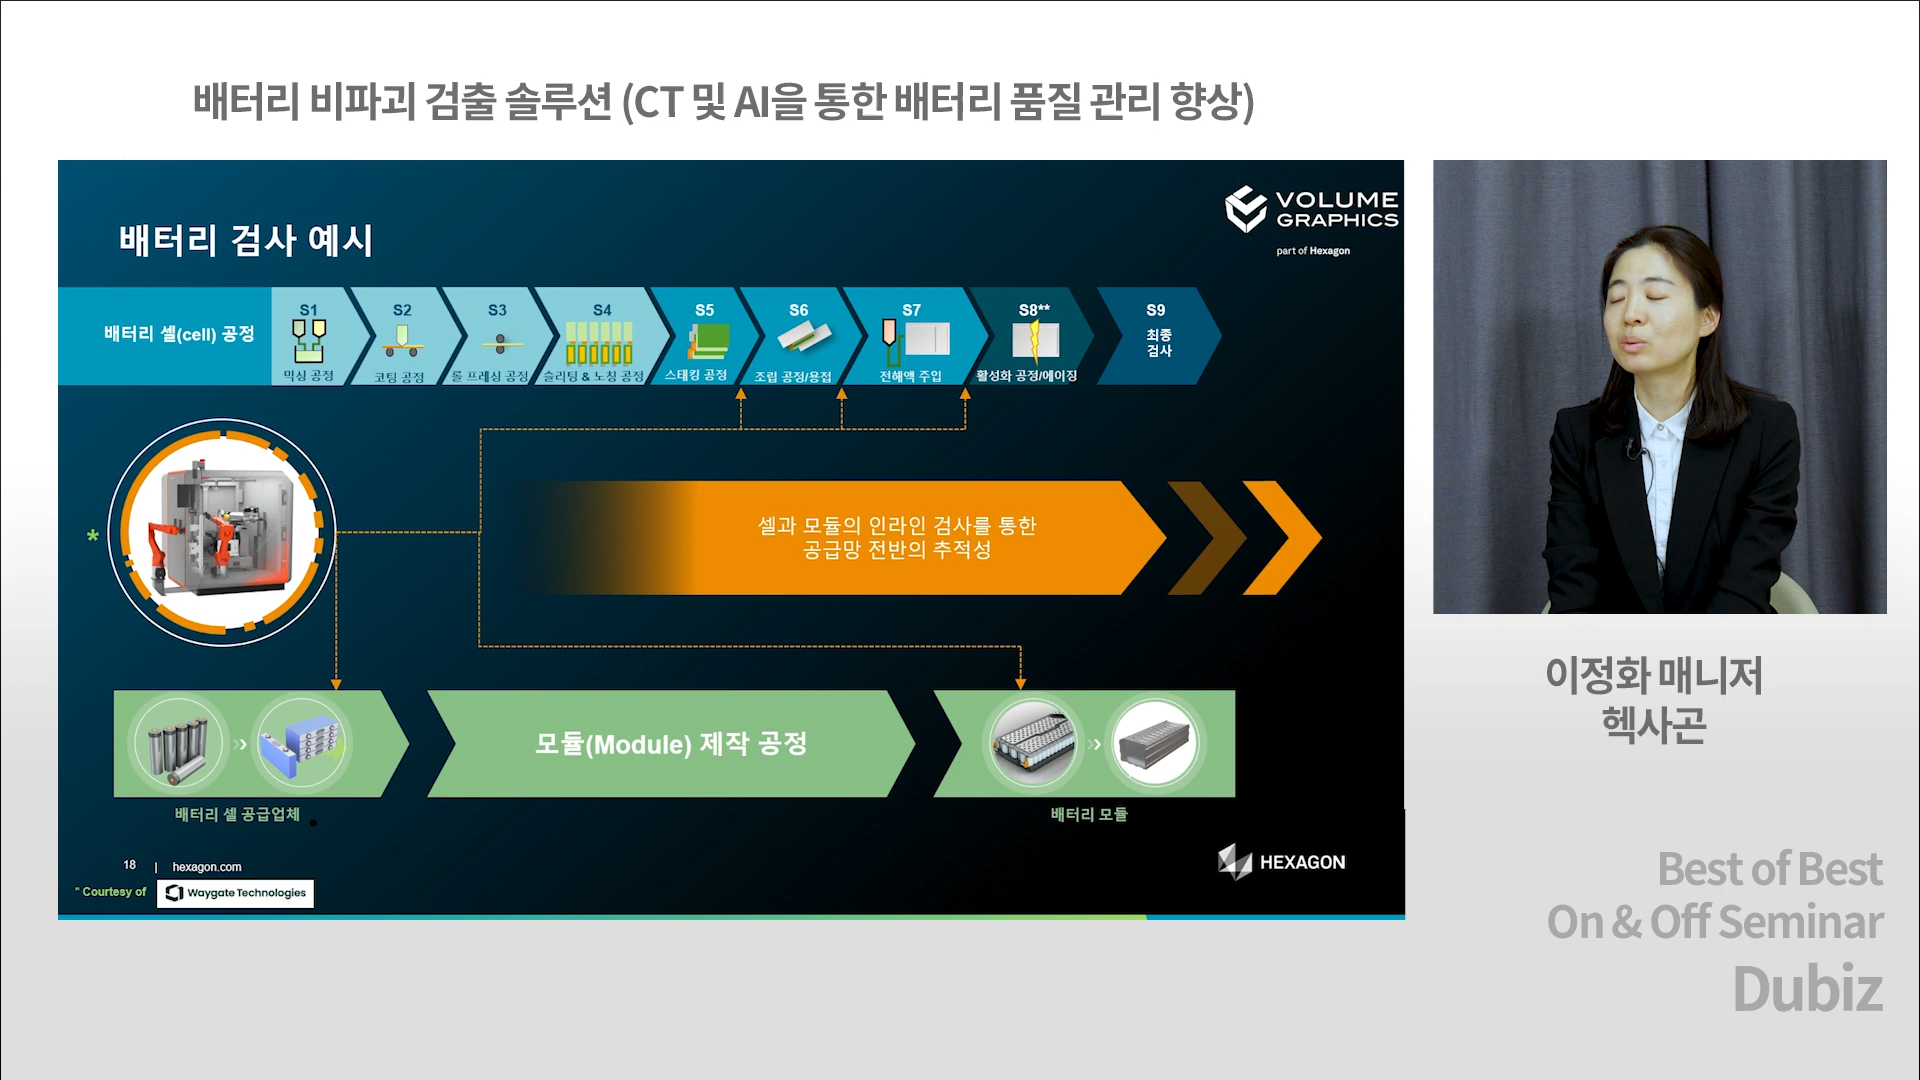 배터리 비파괴 검출 솔루션 (CT 및 AI을 통한 배터리 품질 관리 향상)
배터리 검사 예시
VOLUME
GRAPHICS
part of Hexagon
배터리 셀(cell) 공정
S1
믹싱 공정
S2
코팅 공정
S3
롤 프레싱 공정
S4
슬리팅 & 노칭 공정
S5
스태킹 공정
S6
조립 공정/용접
S7
전해액 주입
S8**
활성화 공정/에이징
S9
최종
검사
*
셀과 모듈의 인라인 검사를 통한
공급망 전반의 추적성
모듈(Module) 제작 공정
배터리 셀 공급업체
배터리 모듈
18 | hexagon.com
* Courtesy of Waygate Technologies
HEXAGON
이정화 매니저
헥사곤
Best of Best
On & Off Seminar
Dubiz